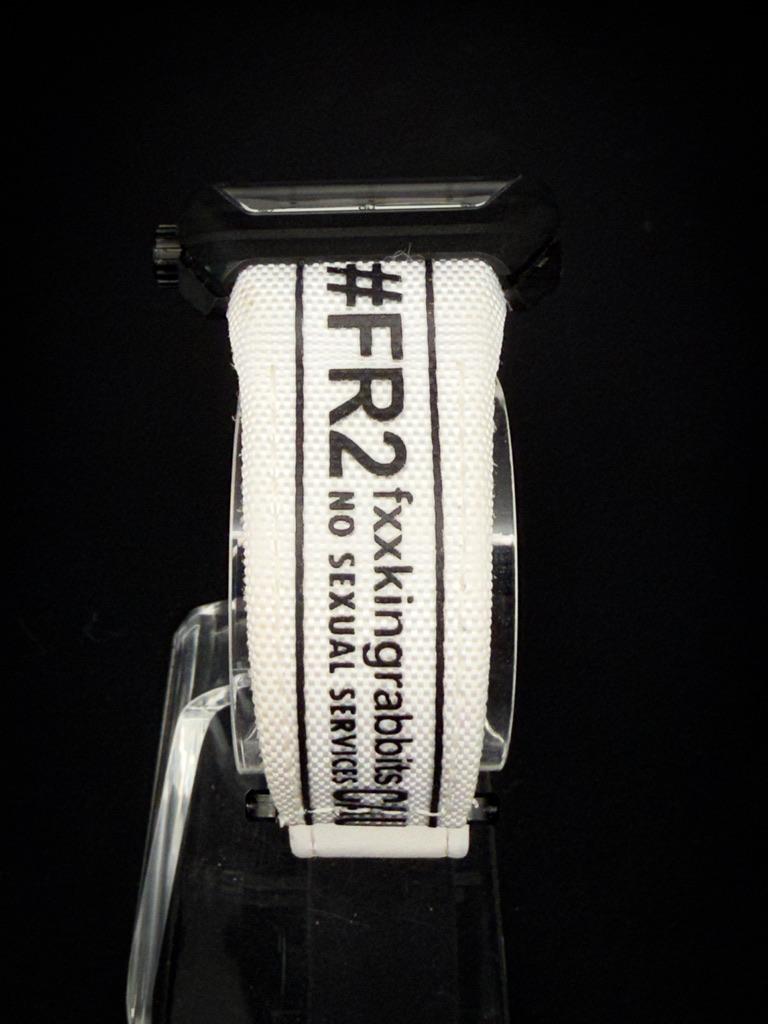 #FR2
fxxkingrabbits
NO SEXUAL SERVICES